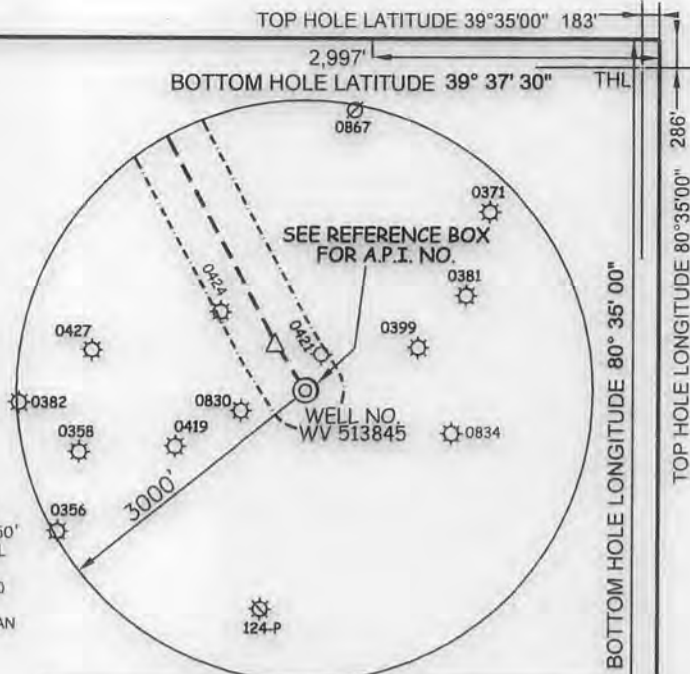 TOP HOLE LATITUDE 39°35'00" 183'
2,997'
BOTTOM HOLE LATITUDE 39° 37' 30"
THL
286'
TOP HOLE LONGITUDE 80°35'00"
BOTTOM HOLE LONGITUDE 80° 35' 00"
0867
0371
SEE REFERENCE BOX
FOR A.P.I. NO.
0381
0424
0427
0421
0399
0382
0830
WELL NO.
WV 513845
0834
0358
0419
3000'
0356
124-P